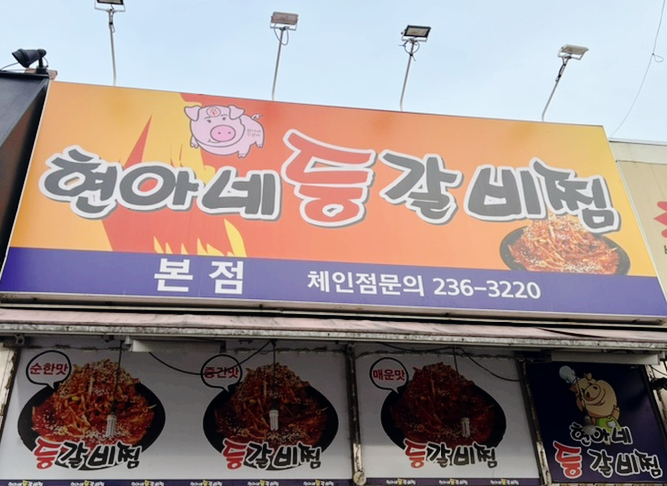 현아네 등갈비찜
본점 체인점문의 236-3220
순한맛
등갈비찜
중간맛
등갈비찜
매운맛
등갈비찜
현아네
등갈비찜